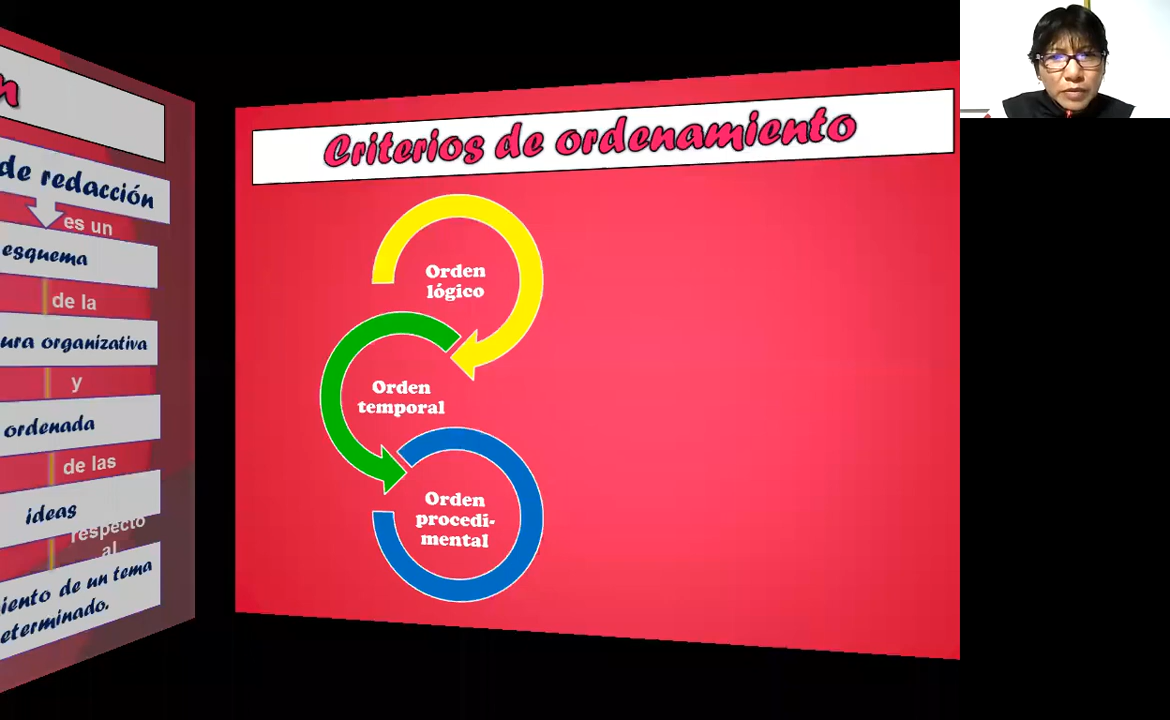 de redacción
es un
esquema
de la
ura organizativa
y
ordenada
de las
ideas
respecto
al
iento de un tema
eterminado.
Criterios de ordenamiento
Orden
lógico
Orden
temporal
Orden
procedi-
mental